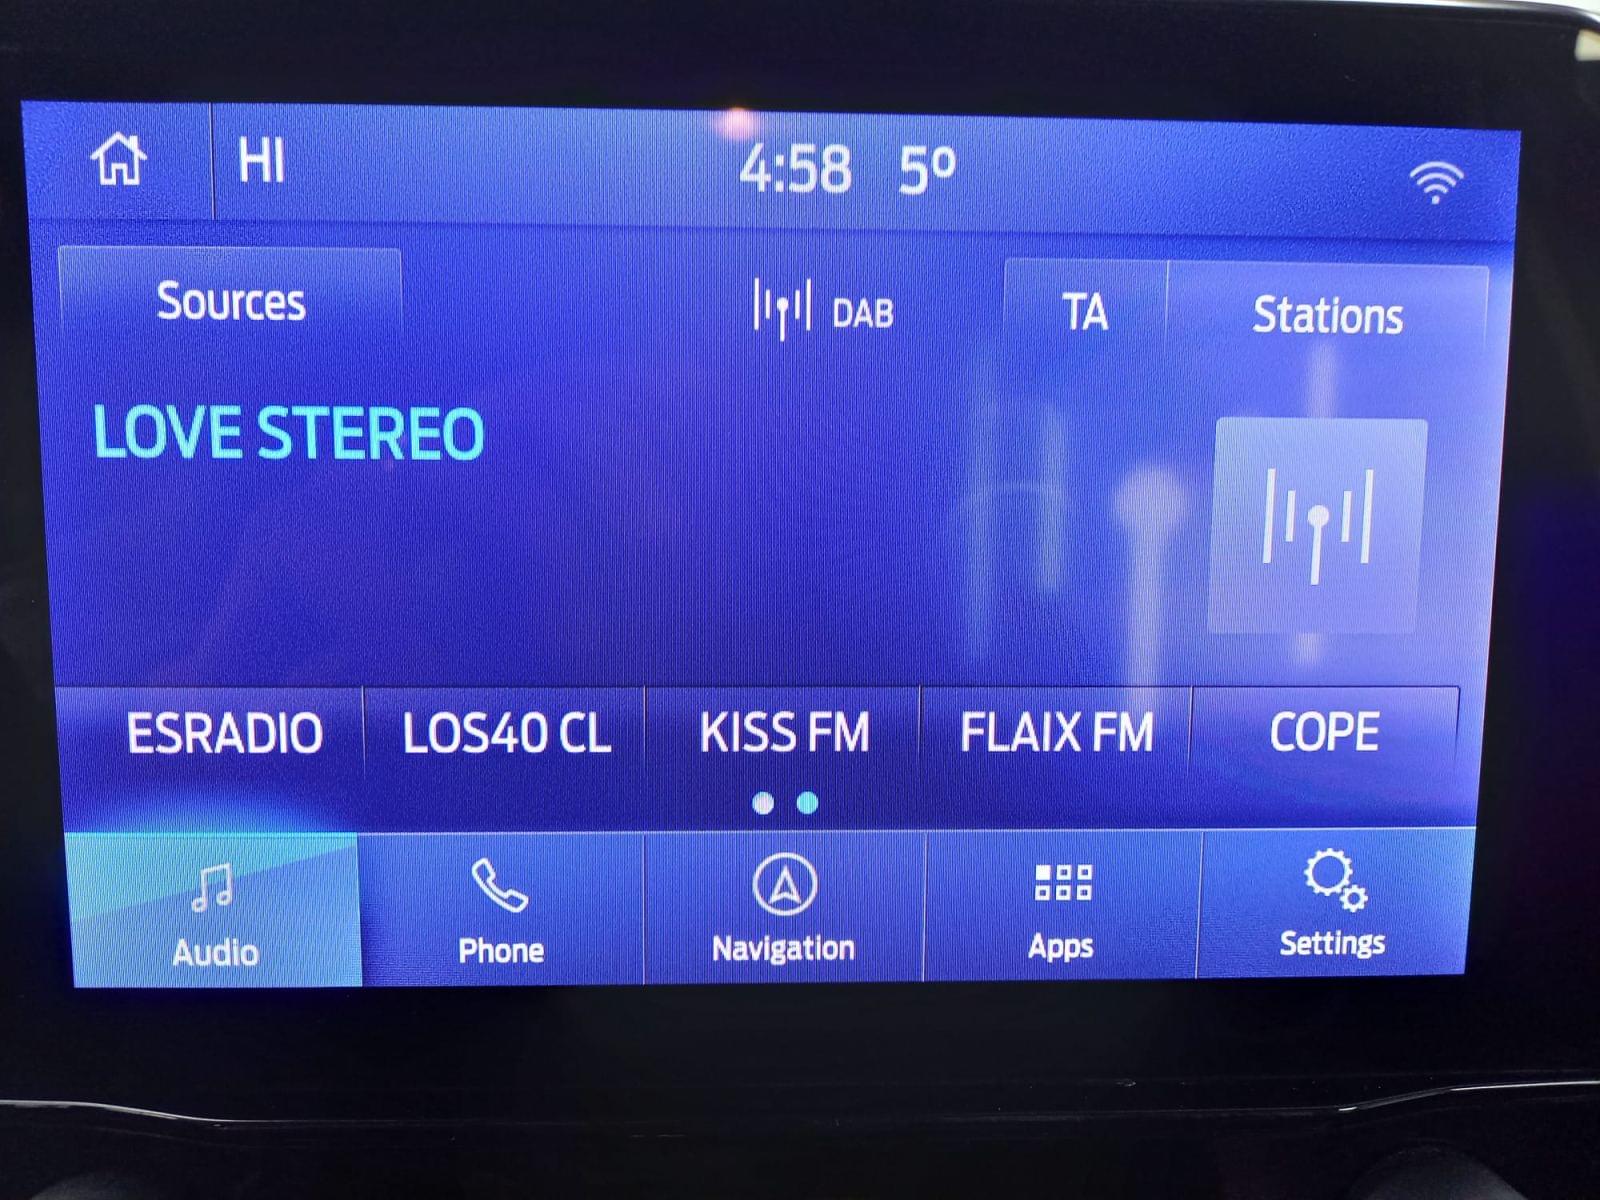 HI 4:58 5º
Sources DAB TA Stations
LOVE STEREO
ESRADIO LOS40 CL KISS FM FLAIX FM COPE
Audio Phone Navigation Apps Settings